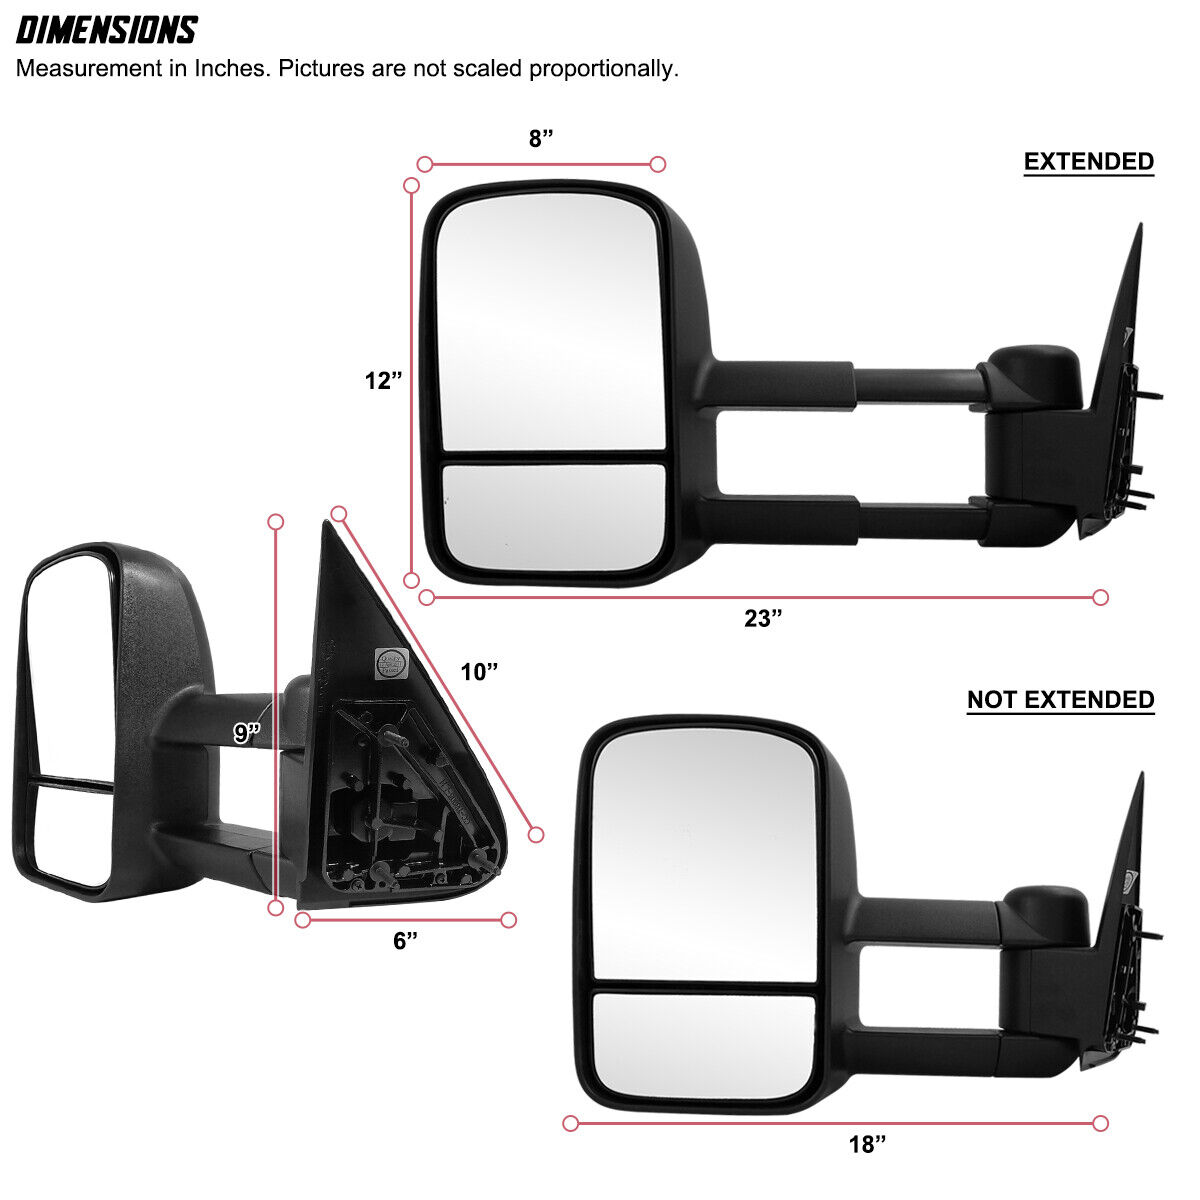 DIMENSIONS
Measurement in Inches. Pictures are not scaled proportionally.
8”
EXTENDED
12”
23”
10”
9”
6”
NOT EXTENDED
18”